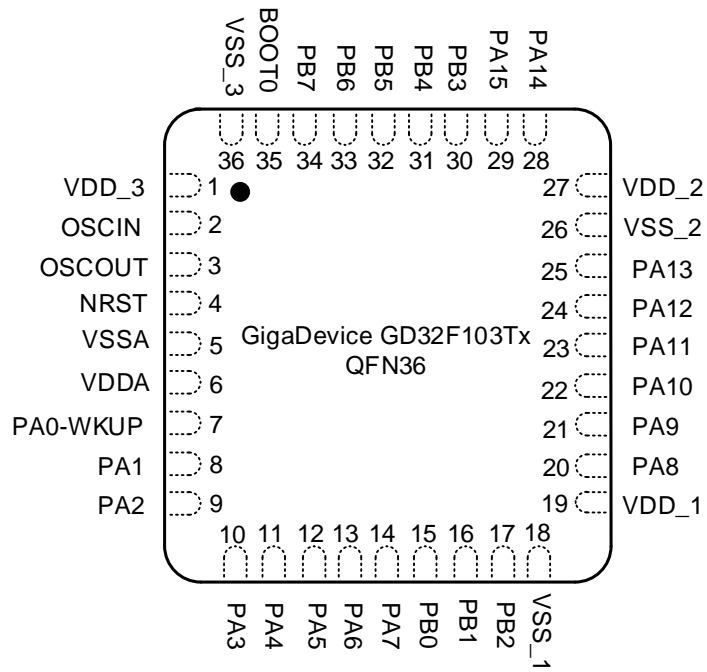 VSS_3
BOOT0
PB7
PB6
PB5
PB4
PB3
PA15
PA14
36 35 34 33 32 31 30 29 28
VDD_3 1 27 VDD_2
OSCIN 2 26 VSS_2
OSCOUT 3 25 PA13
NRST 4 24 PA12
VSSA 5 23 PA11
GigaDevice GD32F103Tx
QFN36
VDDA 6 22 PA10
PA0-WKUP 7 21 PA9
PA1 8 20 PA8
PA2 9 19 VDD_1
10 11 12 13 14 15 16 17 18
PA3
PA4
PA5
PA6
PA7
PB0
PB1
PB2
VSS_1